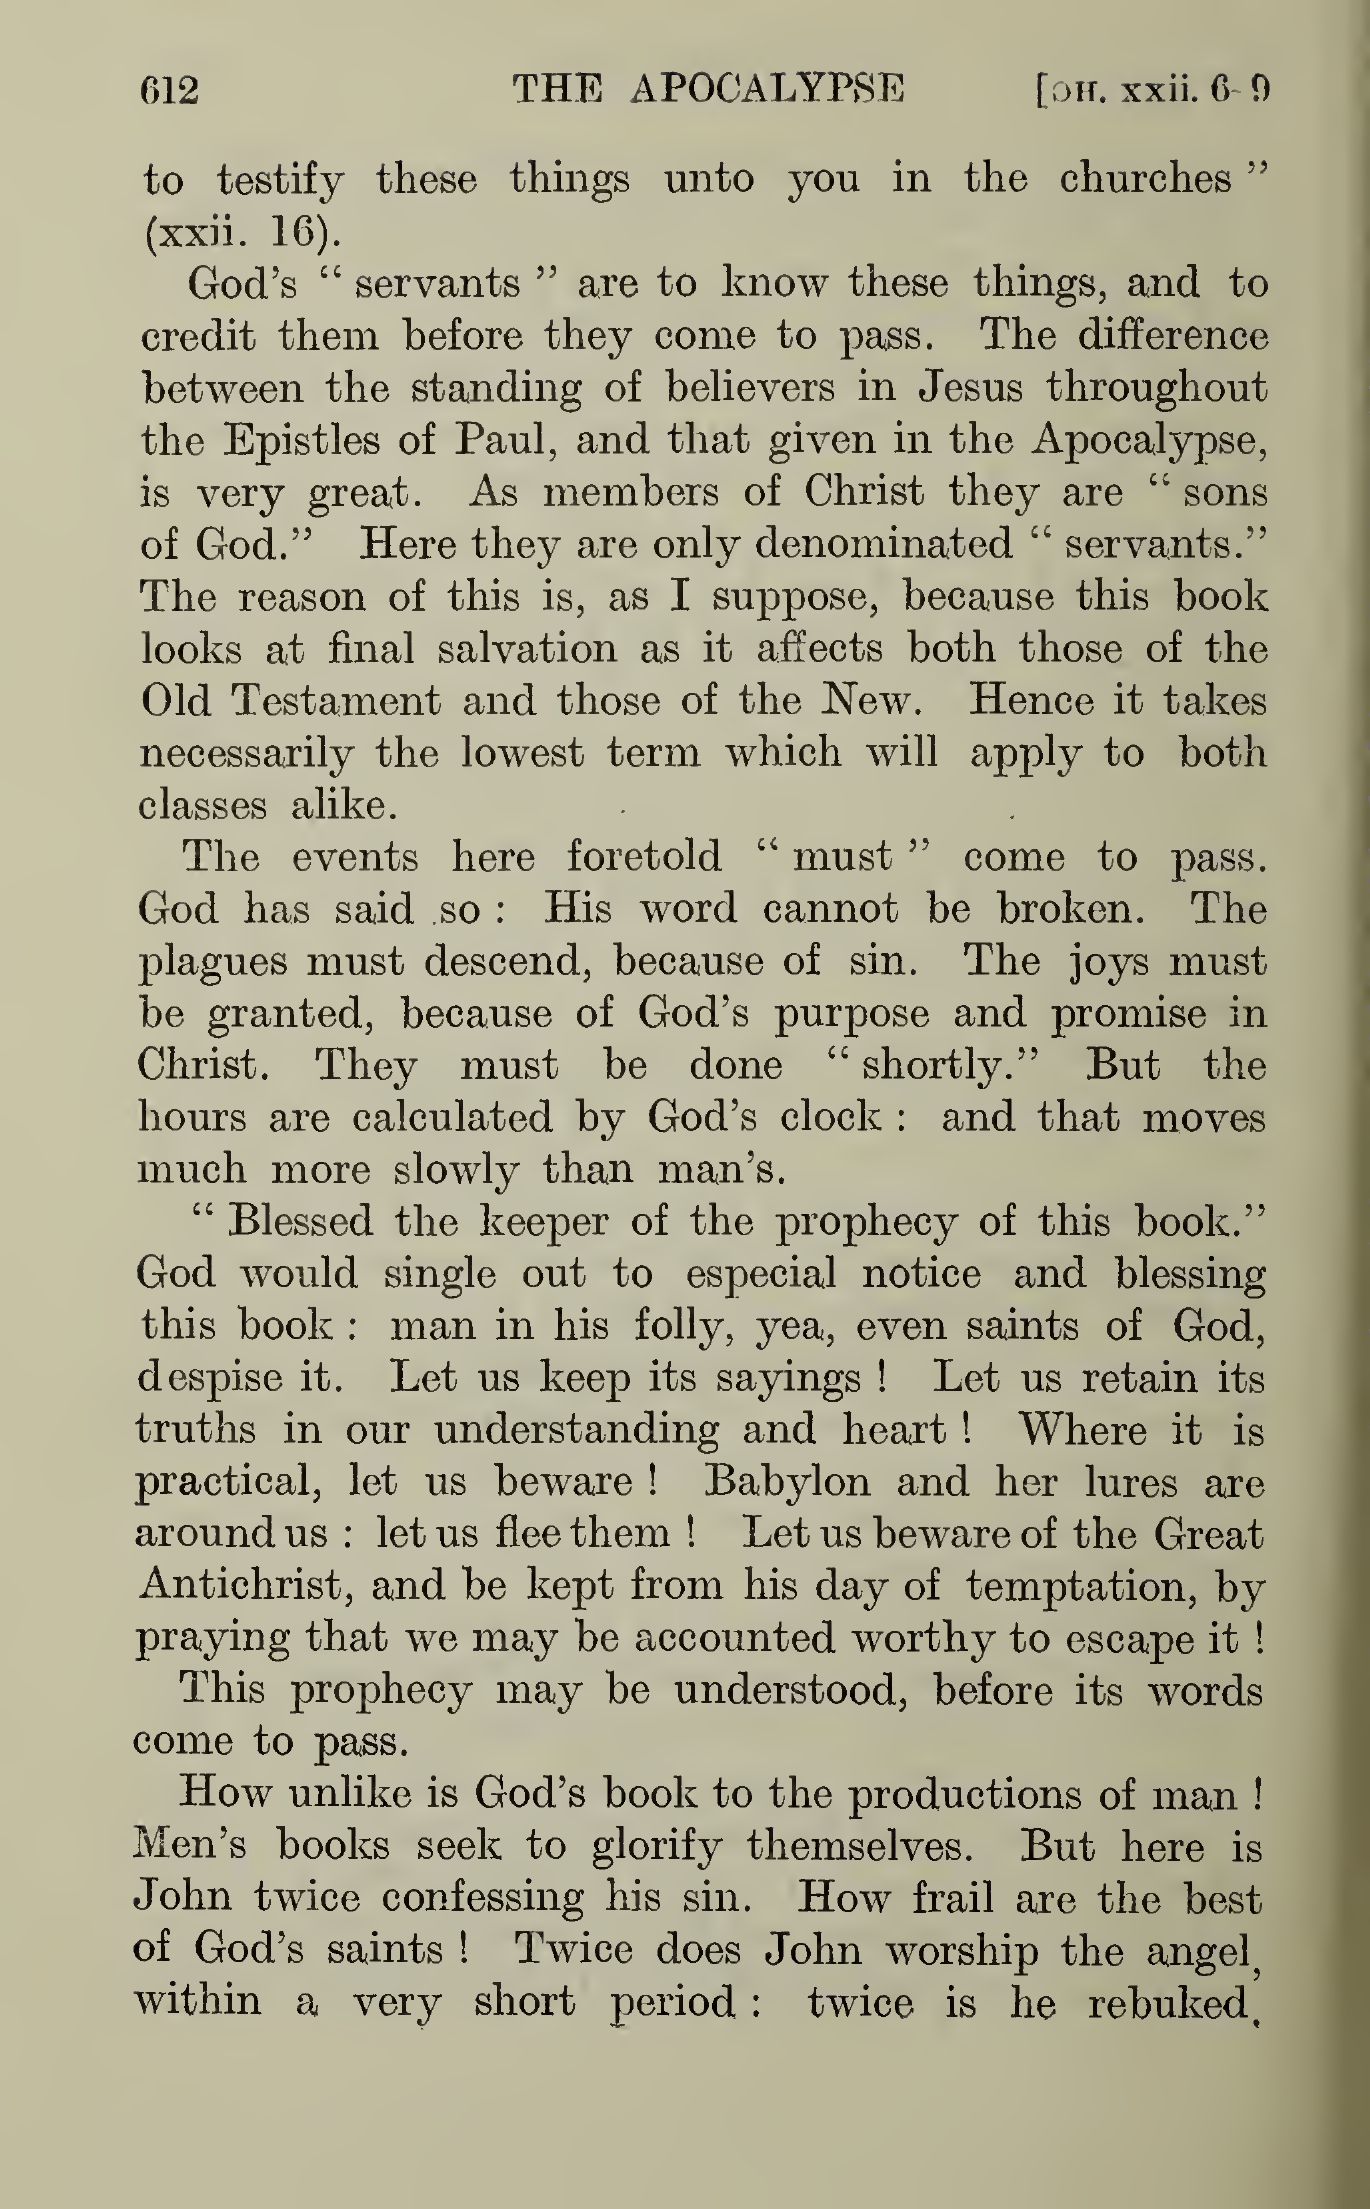 612 THE APOCALYPSE [CH. xxii. 6-9
to testify these things unto you in the churches ”
(xxii. 16).
God’s “ servants ” are to know these things, and to
credit them before they come to pass. The difference
between the standing of believers in Jesus throughout
the Epistles of Paul, and that given in the Apocalypse,
is very great. As members of Christ they are “ sons
of God.” Here they are only denominated “ servants.”
The reason of this is, as I suppose, because this book
looks at final salvation as it affects both those of the
Old Testament and those of the New. Hence it takes
necessarily the lowest term which will apply to both
classes alike.
The events here foretold “ must ” come to pass.
God has said so : His word cannot be broken. The
plagues must descend, because of sin. The joys must
be granted, because of God’s purpose and promise in
Christ. They must be done “ shortly.” But the
hours are calculated by God’s clock : and that moves
much more slowly than man’s.
“ Blessed the keeper of the prophecy of this book.”
God would single out to especial notice and blessing
this book : man in his folly, yea, even saints of God,
despise it. Let us keep its sayings ! Let us retain its
truths in our understanding and heart ! Where it is
practical, let us beware ! Babylon and her lures are
around us : let us flee them ! Let us beware of the Great
Antichrist, and be kept from his day of temptation, by
praying that we may be accounted worthy to escape it !
This prophecy may be understood, before its words
come to pass.
How unlike is God’s book to the productions of man !
Men’s books seek to glorify themselves. But here is
John twice confessing his sin. How frail are the best
of God’s saints ! Twice does John worship the angel,
within a very short period : twice is he rebuked,